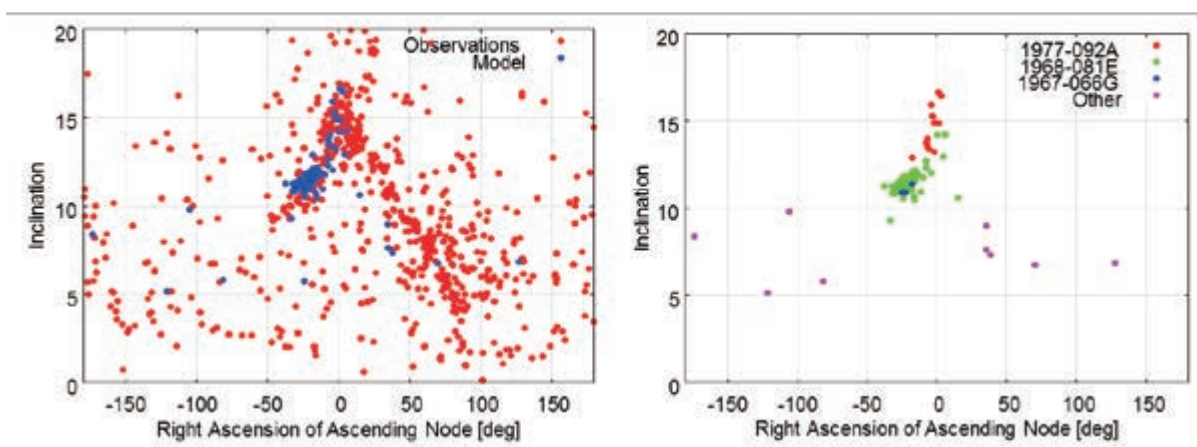 20
15
10
5
0
Inclination
Observations
Model
-150 -100 -50 0 50 100 150
Right Ascension of Ascending Node [deg]
20
15
10
5
0
Inclination
1977-092A
1968-081E
1967-066G
Other
-150 -100 -50 0 50 100 150
Right Ascension of Ascending Node [deg]